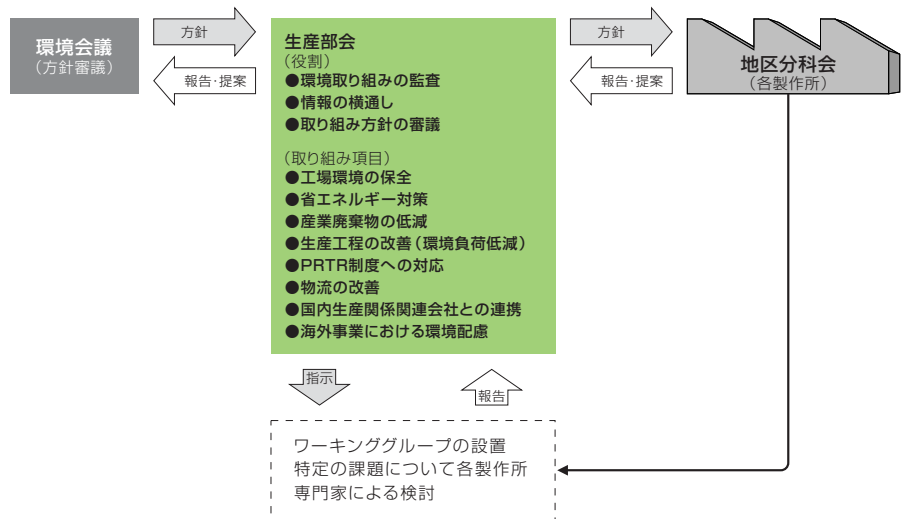 環境会議
（方針審議）
方針
報告・提案
生産部会
（役割）
●環境取り組みの監査
●情報の横通し
●取り組み方針の審議
（取り組み項目）
●工場環境の保全
●省エネルギー対策
●産業廃棄物の低減
●生産工程の改善（環境負荷低減）
●PRTR制度への対応
●物流の改善
●国内生産関係関連会社との連携
●海外事業における環境配慮
方針
報告・提案
地区分科会
（各製作所）
指示
報告
ワーキンググループの設置
特定の課題について各製作所
専門家による検討